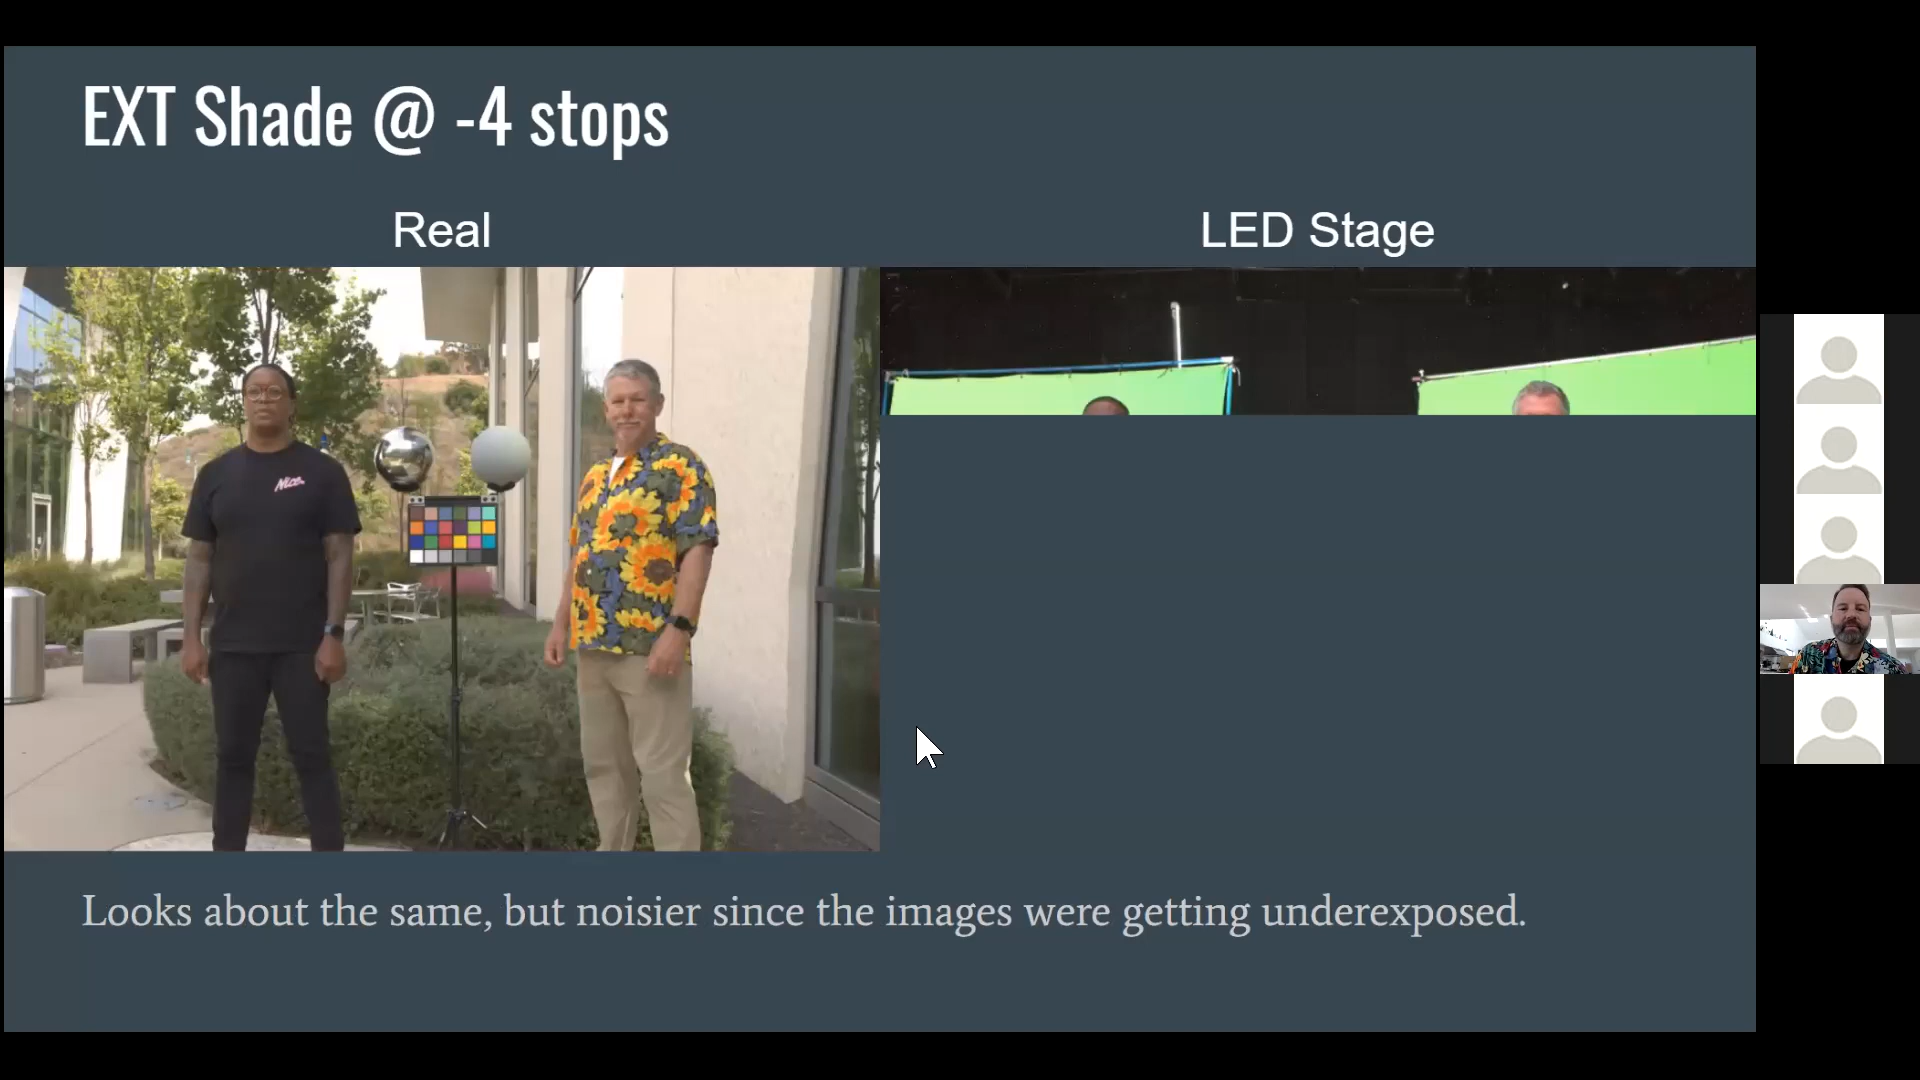 EXT Shade @ -4 stops
Real
LED Stage
Nice.
Looks about the same, but noisier since the images were getting underexposed.